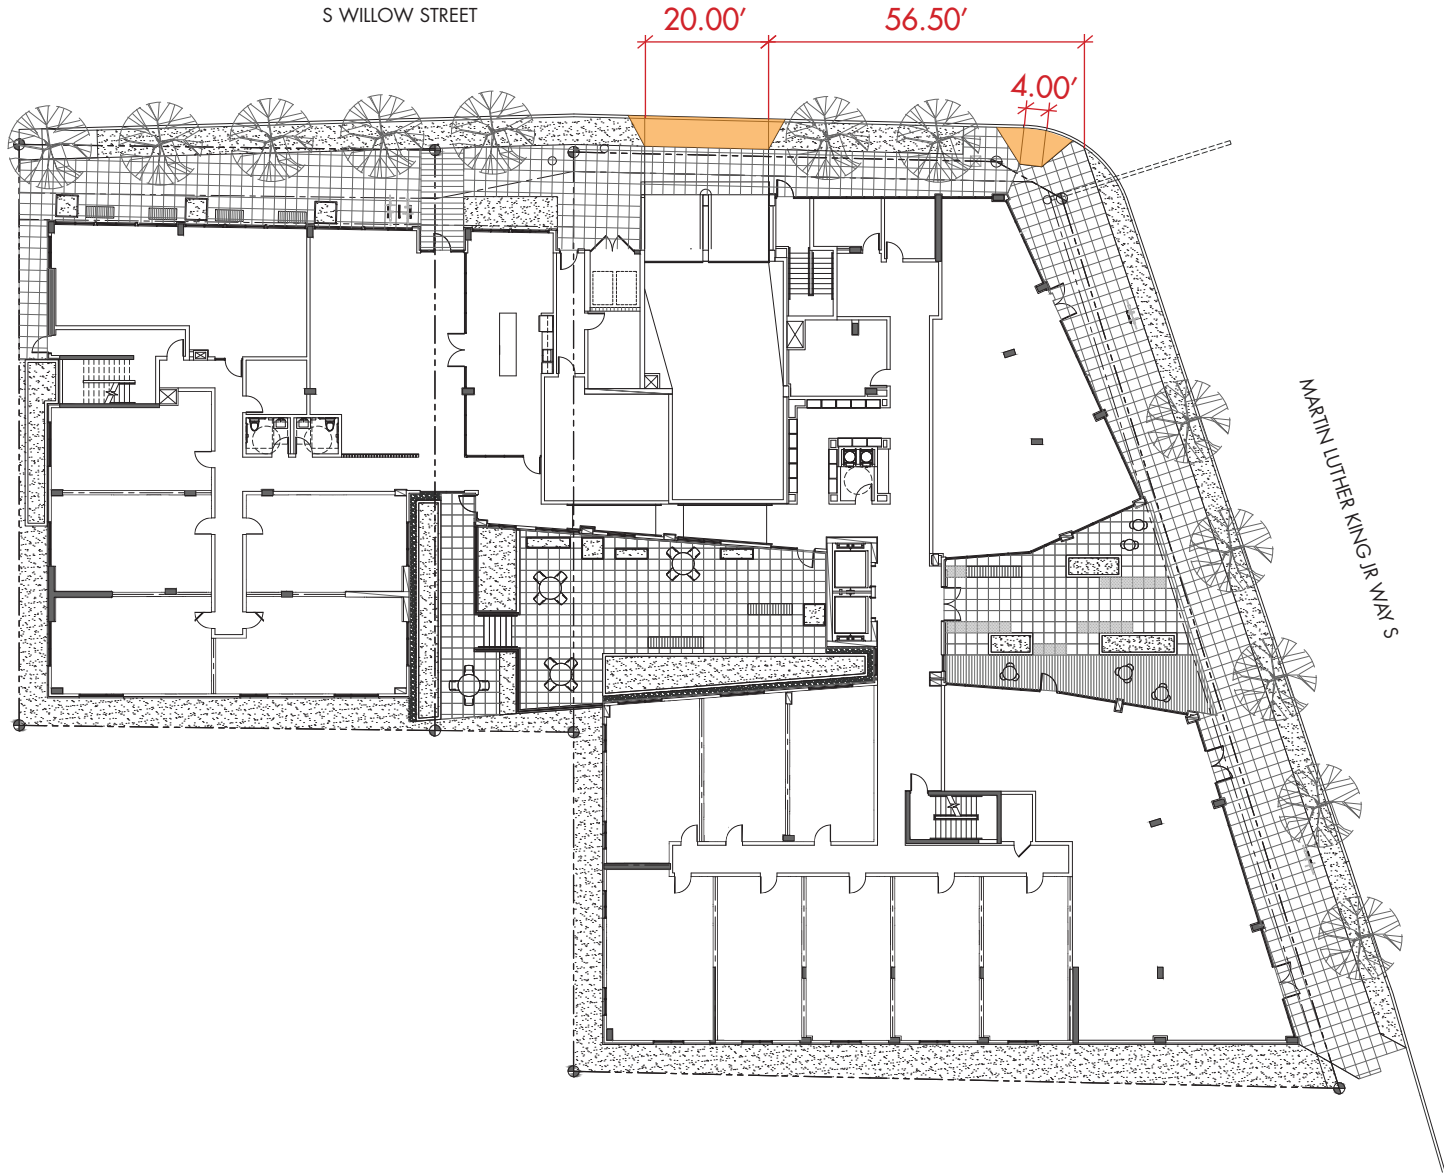 S WILLOW STREET
20.00′
56.50′
4.00′
MARTIN LUTHER KING JR WAY S